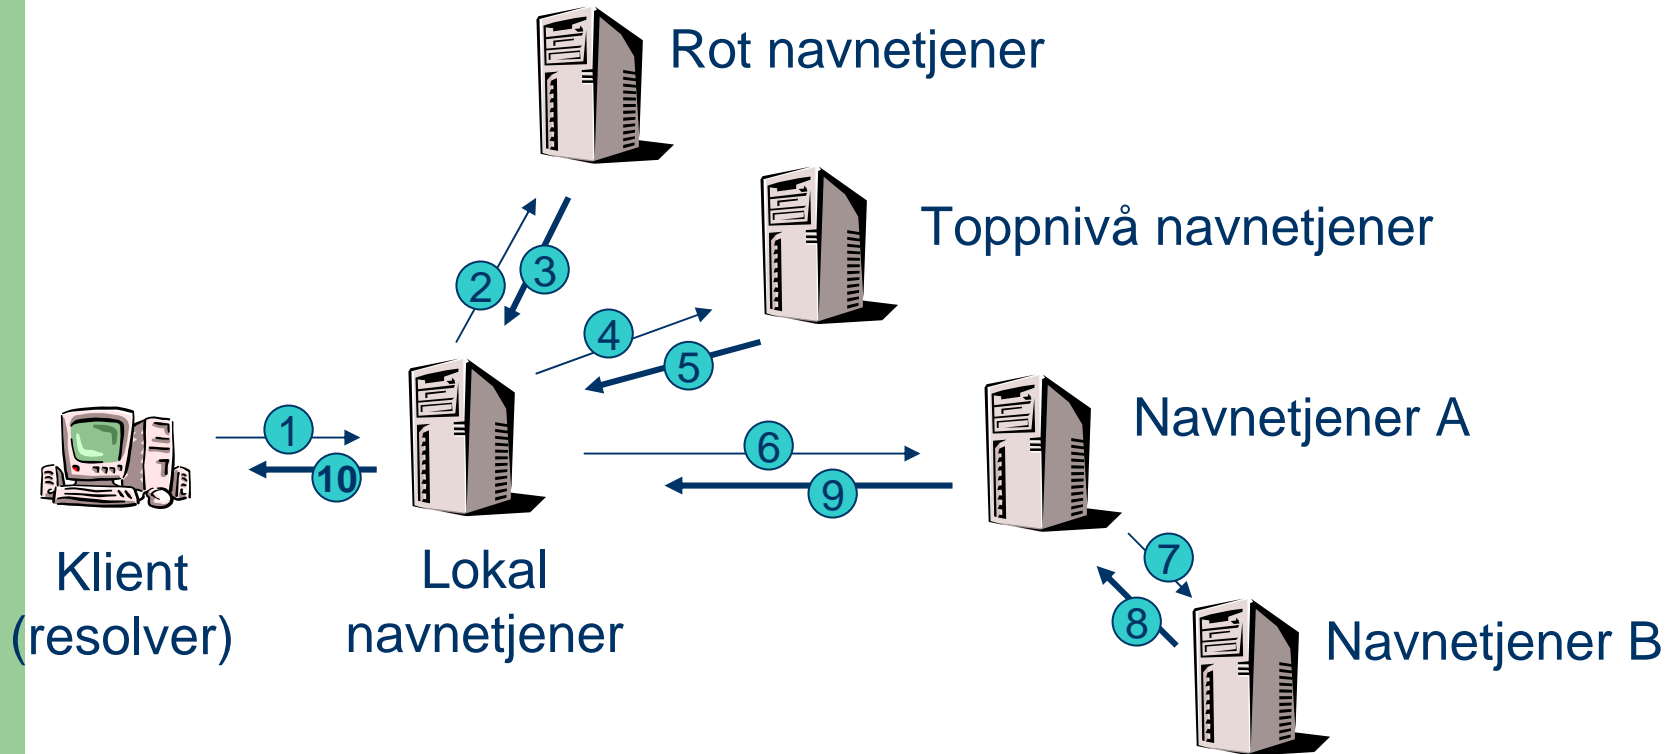 Rot navnetjener
Toppnivå navnetjener
2
3
4
5
Navnetjener A
1
10
6
9
Klient
(resolver)
Lokal
navnetjener
7
8
Navnetjener B